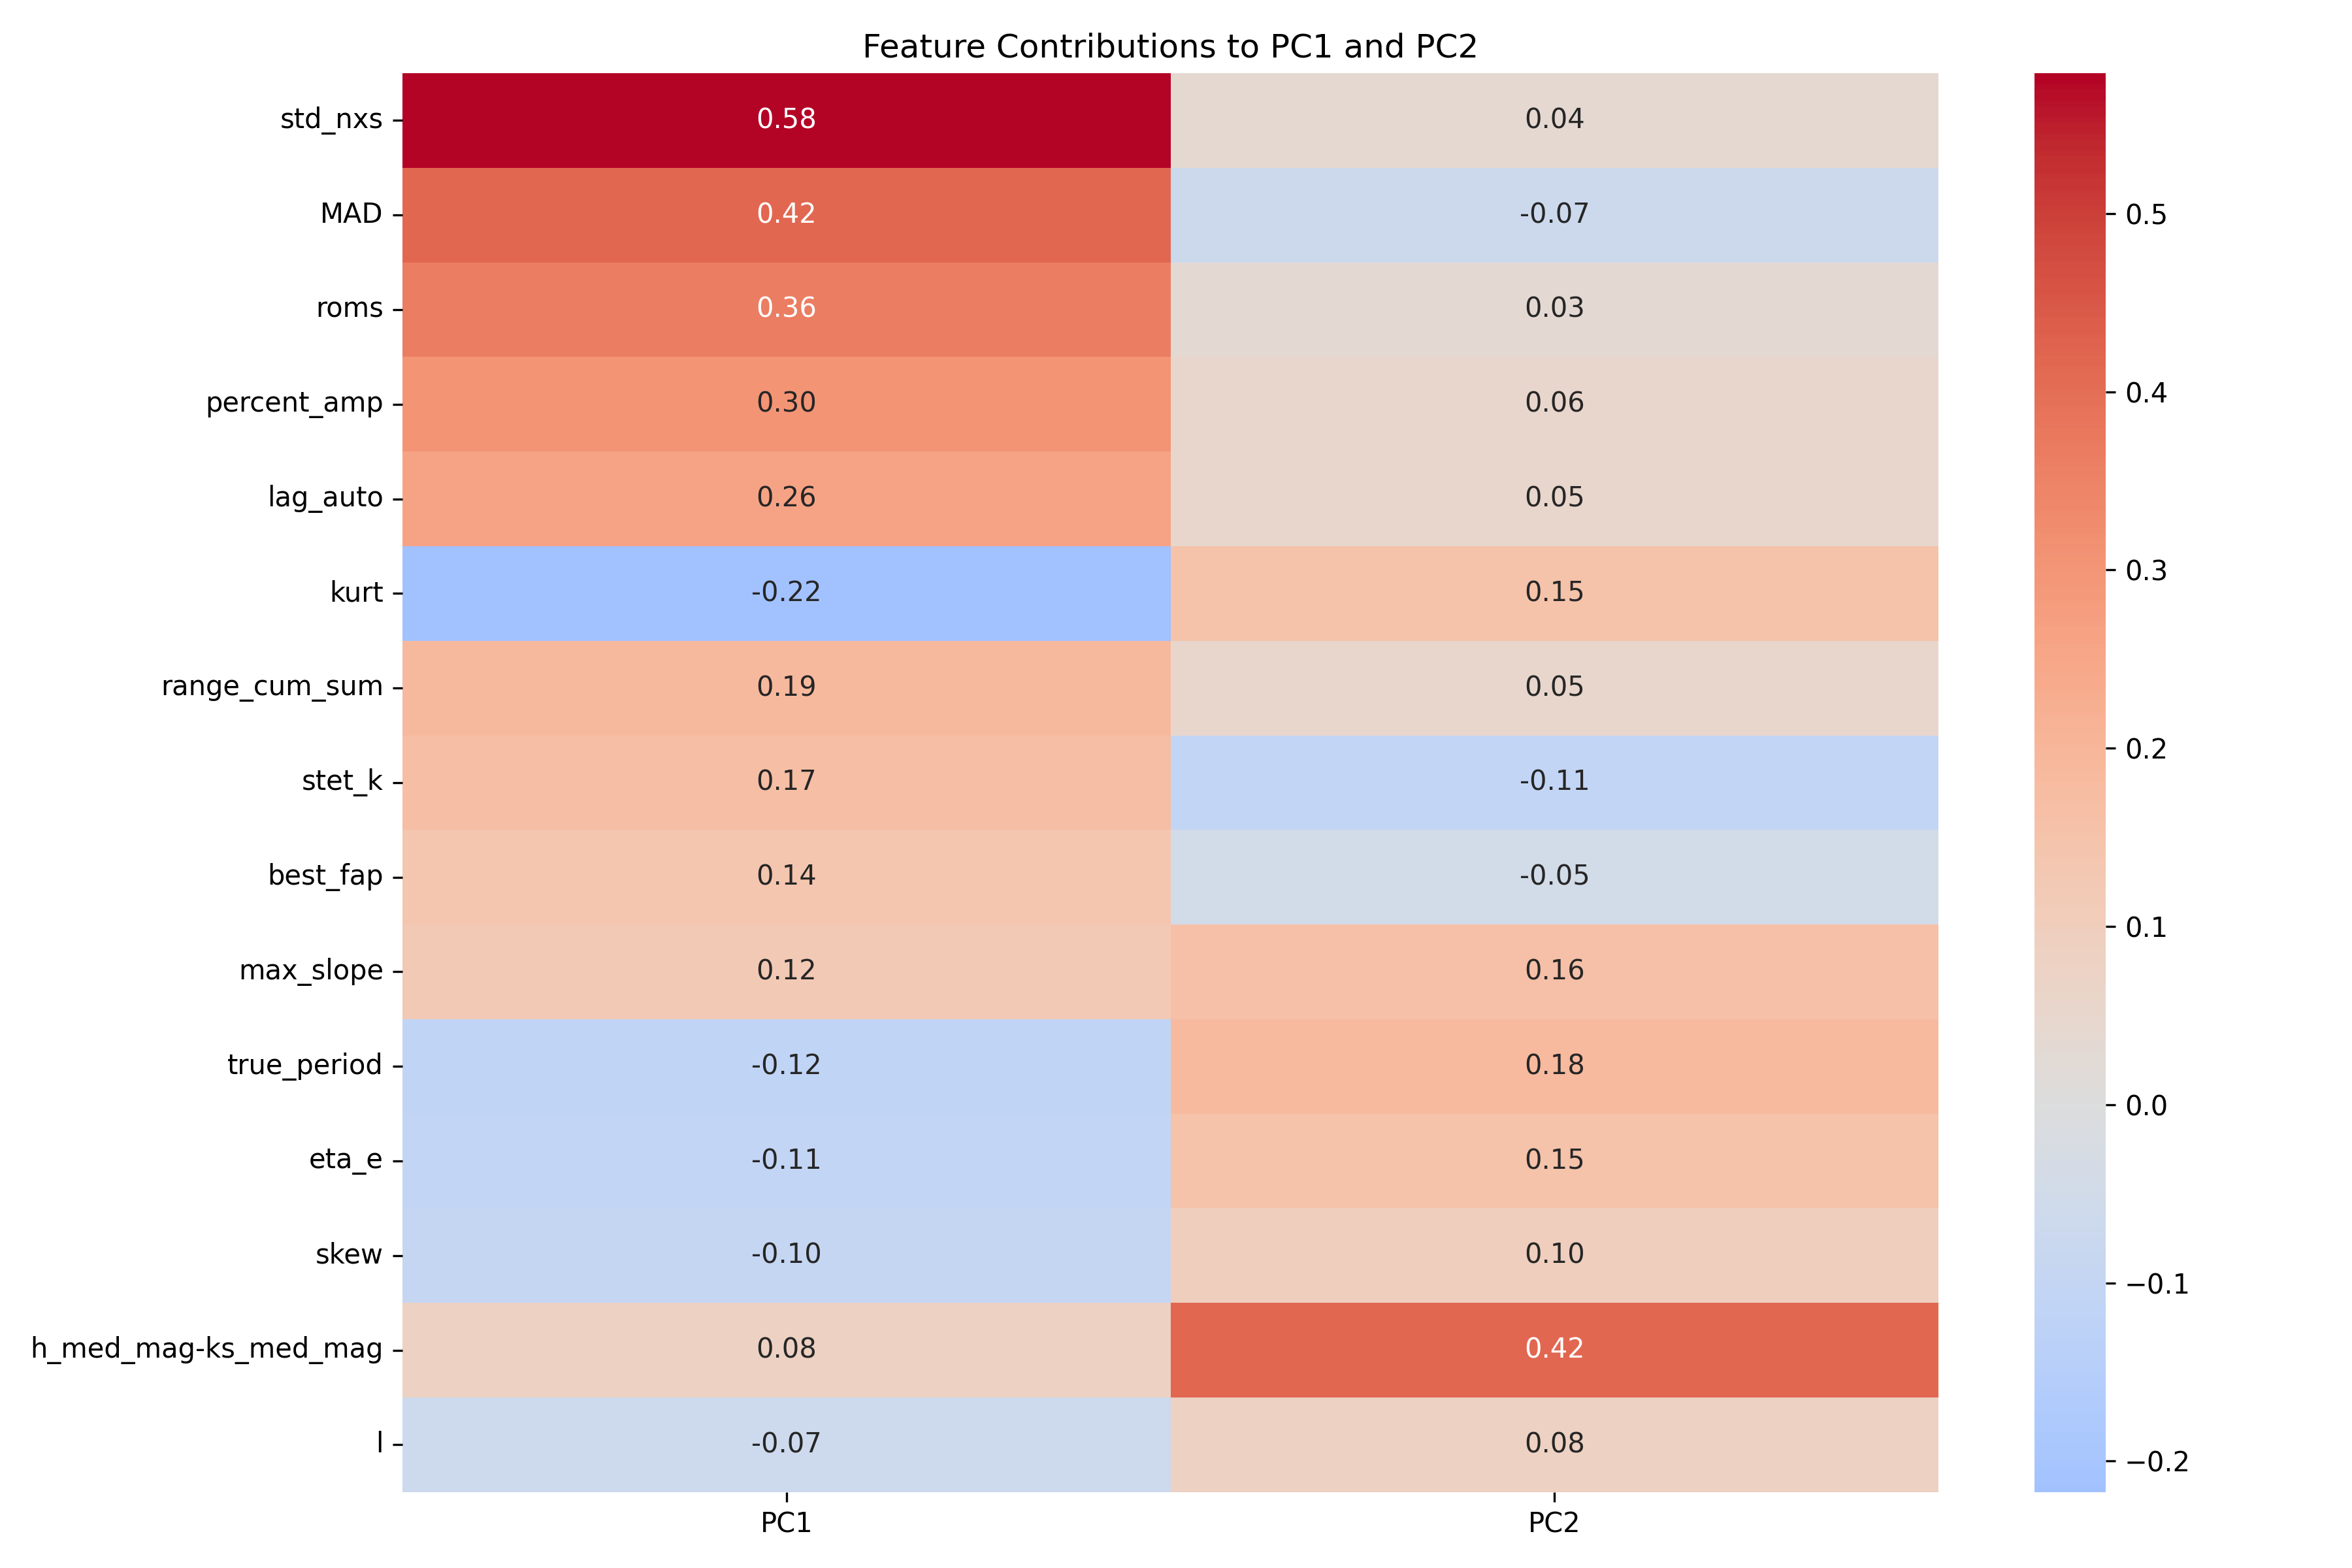 Feature Contributions to PC1 and PC2
std_nxs 0.58 0.04
MAD 0.42 -0.07
roms 0.36 0.03
percent_amp 0.30 0.06
lag_auto 0.26 0.05
kurt -0.22 0.15
range_cum_sum 0.19 0.05
stet_k 0.17 -0.11
best_fap 0.14 -0.05
max_slope 0.12 0.16
true_period -0.12 0.18
eta_e -0.11 0.15
skew -0.10 0.10
h_med_mag-ks_med_mag 0.08 0.42
l -0.07 0.08
PC1 PC2
0.5
0.4
0.3
0.2
0.1
0.0
−0.1
−0.2